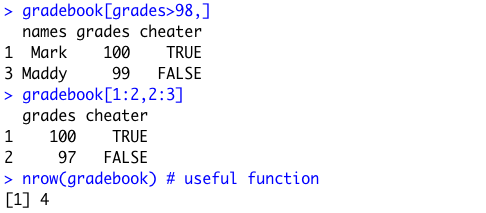 > gradebook[grades>98,]
  names grades cheater
1  Mark    100    TRUE
3 Maddy     99   FALSE
> gradebook[1:2,2:3]
  grades cheater
1    100    TRUE
2     97   FALSE
> nrow(gradebook) # useful function
[1] 4